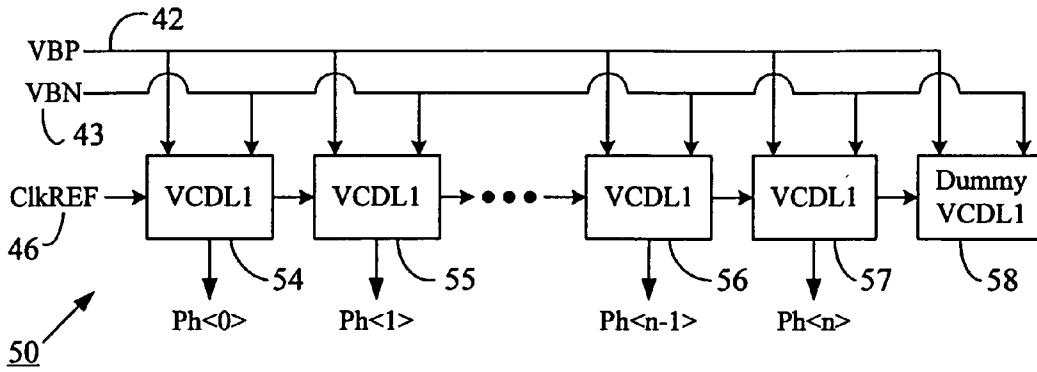 42
VBP
VBN
43
ClkREF
VCDL1
VCDL1
VCDL1
VCDL1
Dummy
VCDL1
46
54
55
56
57
58
Ph<0>
Ph<1>
Ph<n-1>
Ph<n>
50